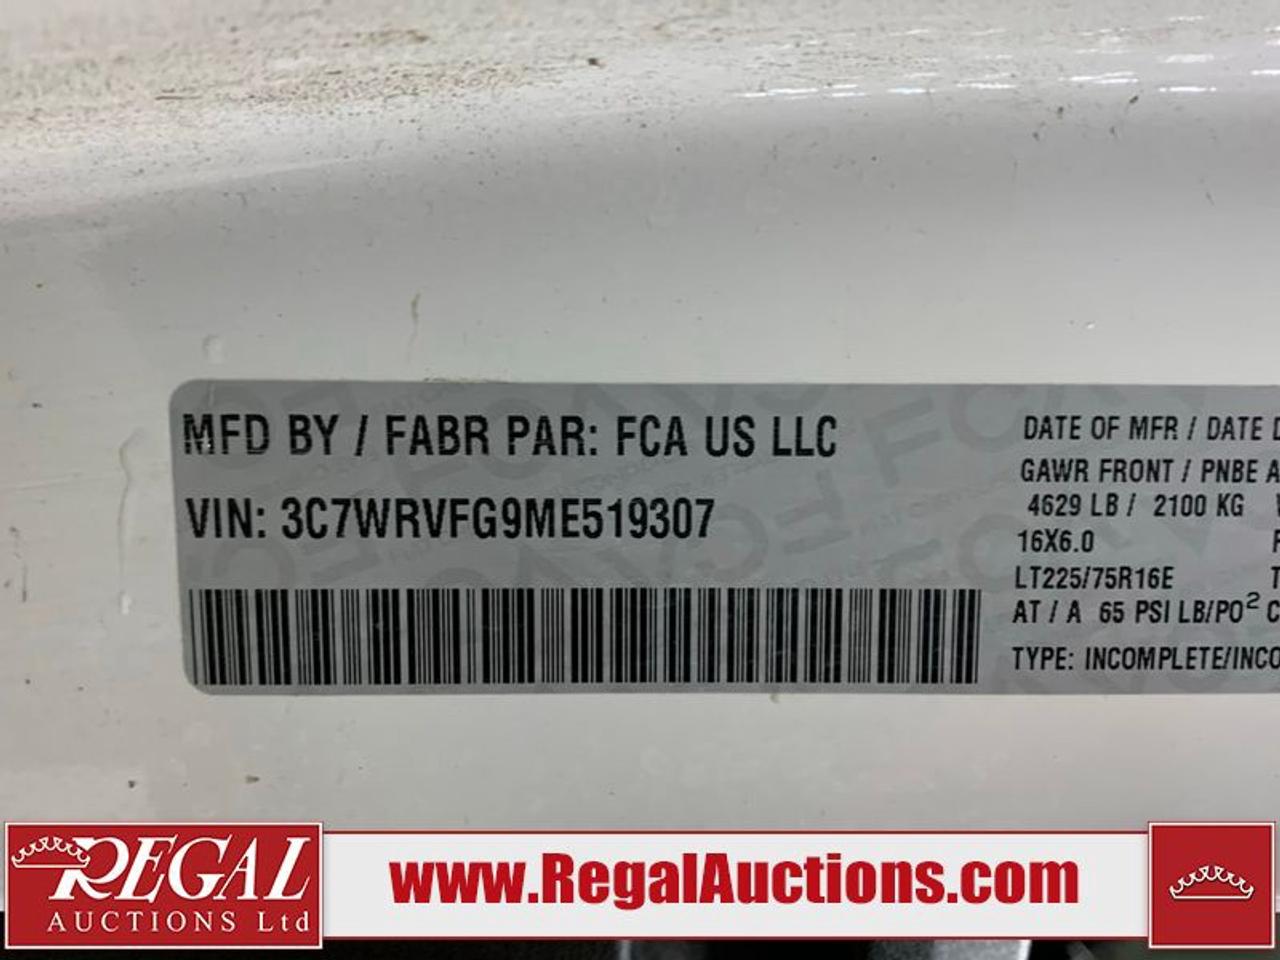 MFD BY / FABR PAR: FCA US LLC
VIN: 3C7WRVFG9ME519307
DATE OF MFR / DATE D
GAWR FRONT / PNBE A
4629 LB / 2100 KG
16X6.0
LT225/75R16E
AT / A 65 PSI LB/PO² C
TYPE: INCOMPLETE/INCO
REGAL
AUCTIONS Ltd
www.RegalAuctions.com